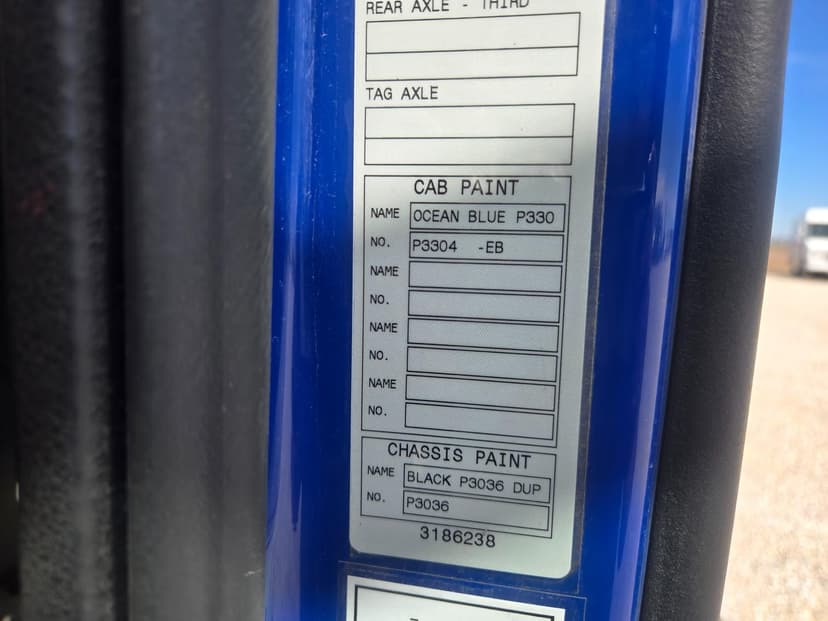 REAR AXLE - THIRD
TAG AXLE
CAB PAINT
NAME OCEAN BLUE P330
NO. P3304 -EB
NAME
NO.
NAME
NO.
NAME
NO.
CHASSIS PAINT
NAME BLACK P3036 DUP
NO. P3036
3186238